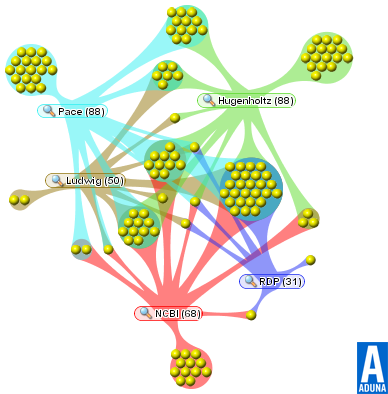 Pace (88)
Hugenholtz (88)
Ludwig (50)
RDP (31)
NCBI (68)
ADUNA